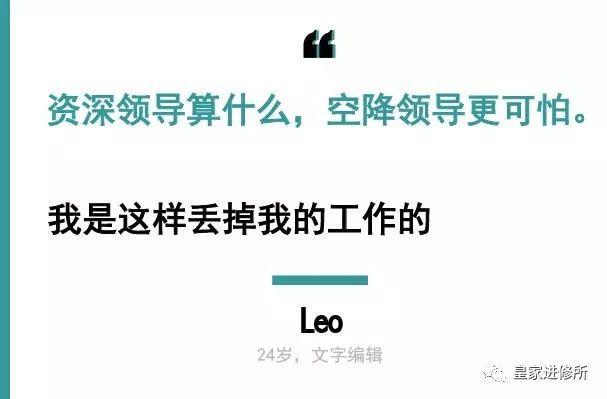 ❝
资深领导算什么，空降领导更可怕。
我是这样丢掉我的工作的
Leo
24岁，文字编辑
皇家进修所